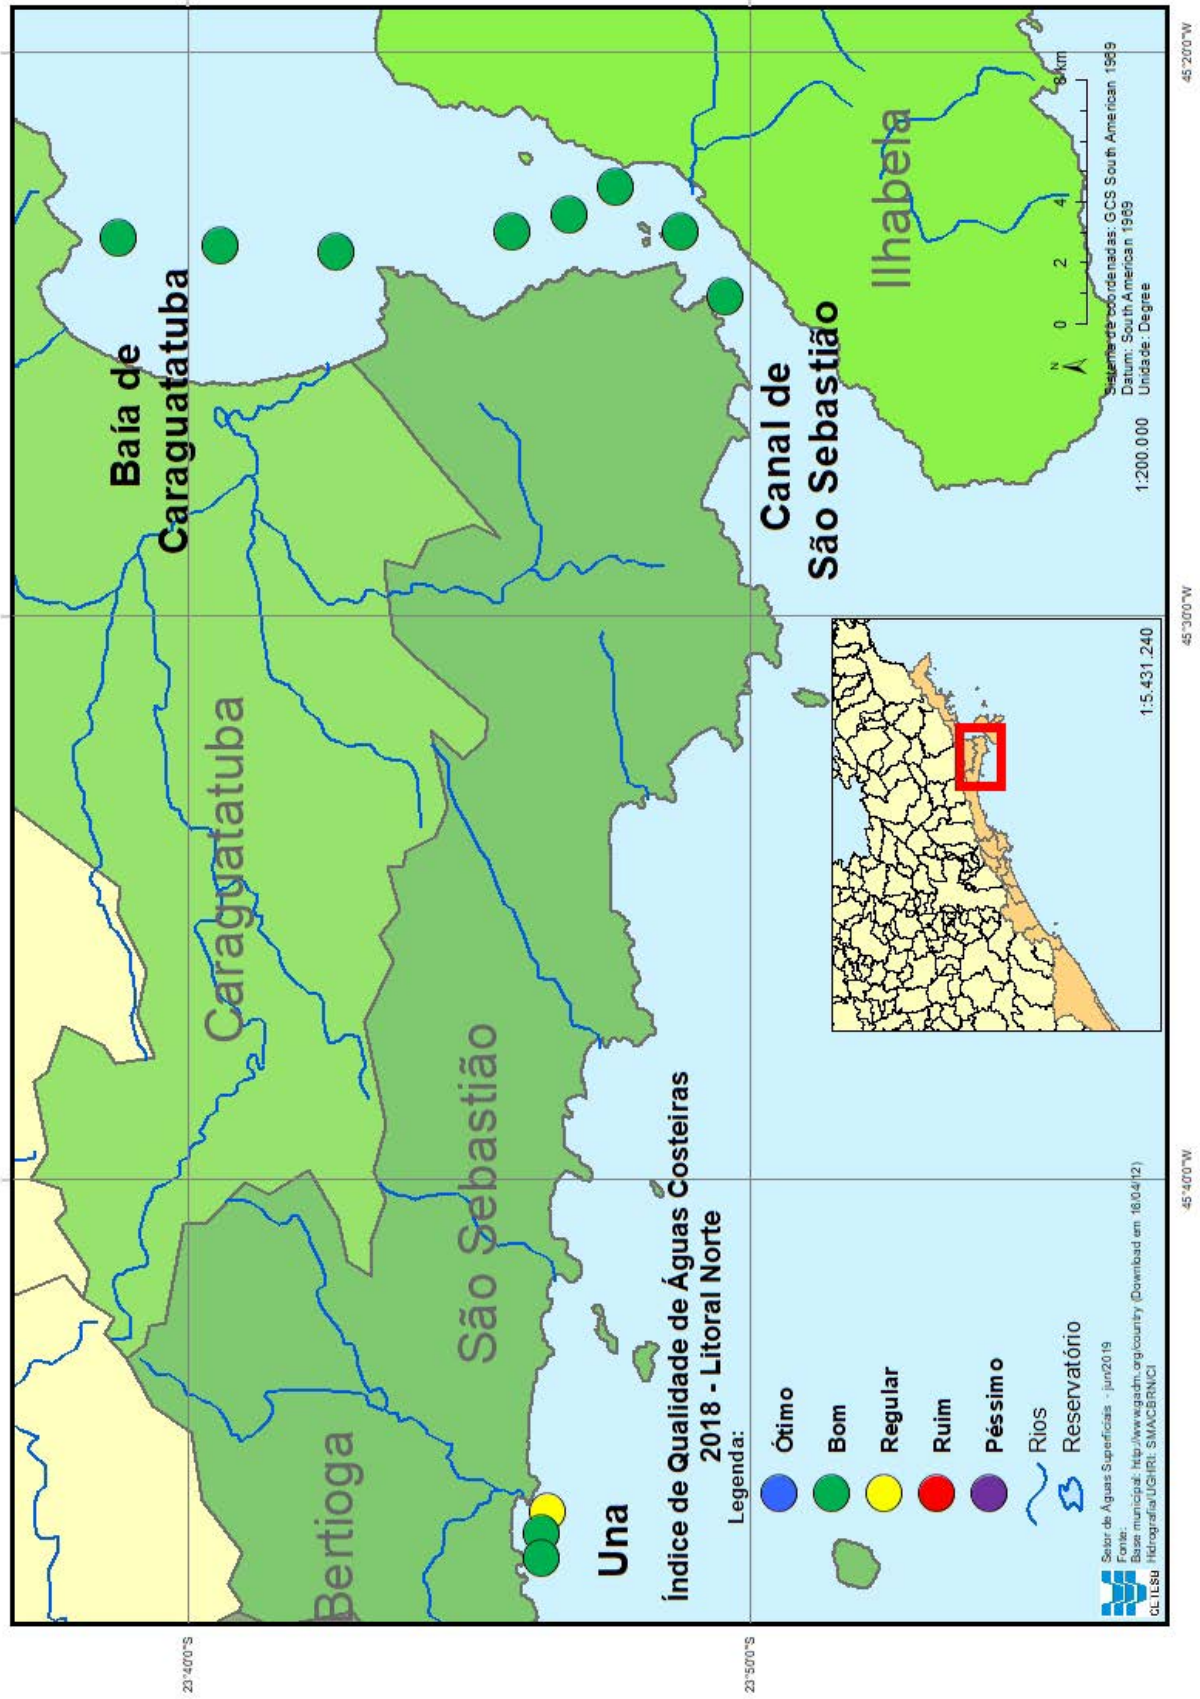 45°40'0"W
45°30'0"W
45°20'0"W
23°40'0"S
23°50'0"S
Baía de
Caraguatatuba
Caraguatatuba
São Sebastião
Bertioga
Ilhabela
Canal de
São Sebastião
Una
Índice de Qualidade de Águas Costeiras
2018 - Litoral Norte
Legenda:
Ótimo
Bom
Regular
Ruim
Péssimo
Rios
Reservatório
CETESB
Setor de Águas Superficiais - jun/2019
Fonte:
Base municipal: http://www.gadm.org/country (Download em 16/04/12)
Hidrografia/UGHRI: SMA/CBRN/CI
1:5.431.240
1:200.000
N
0 2 4 8 km
Sistema de coordenadas: GCS South American 1969
Datum: South American 1969
Unidade: Degree